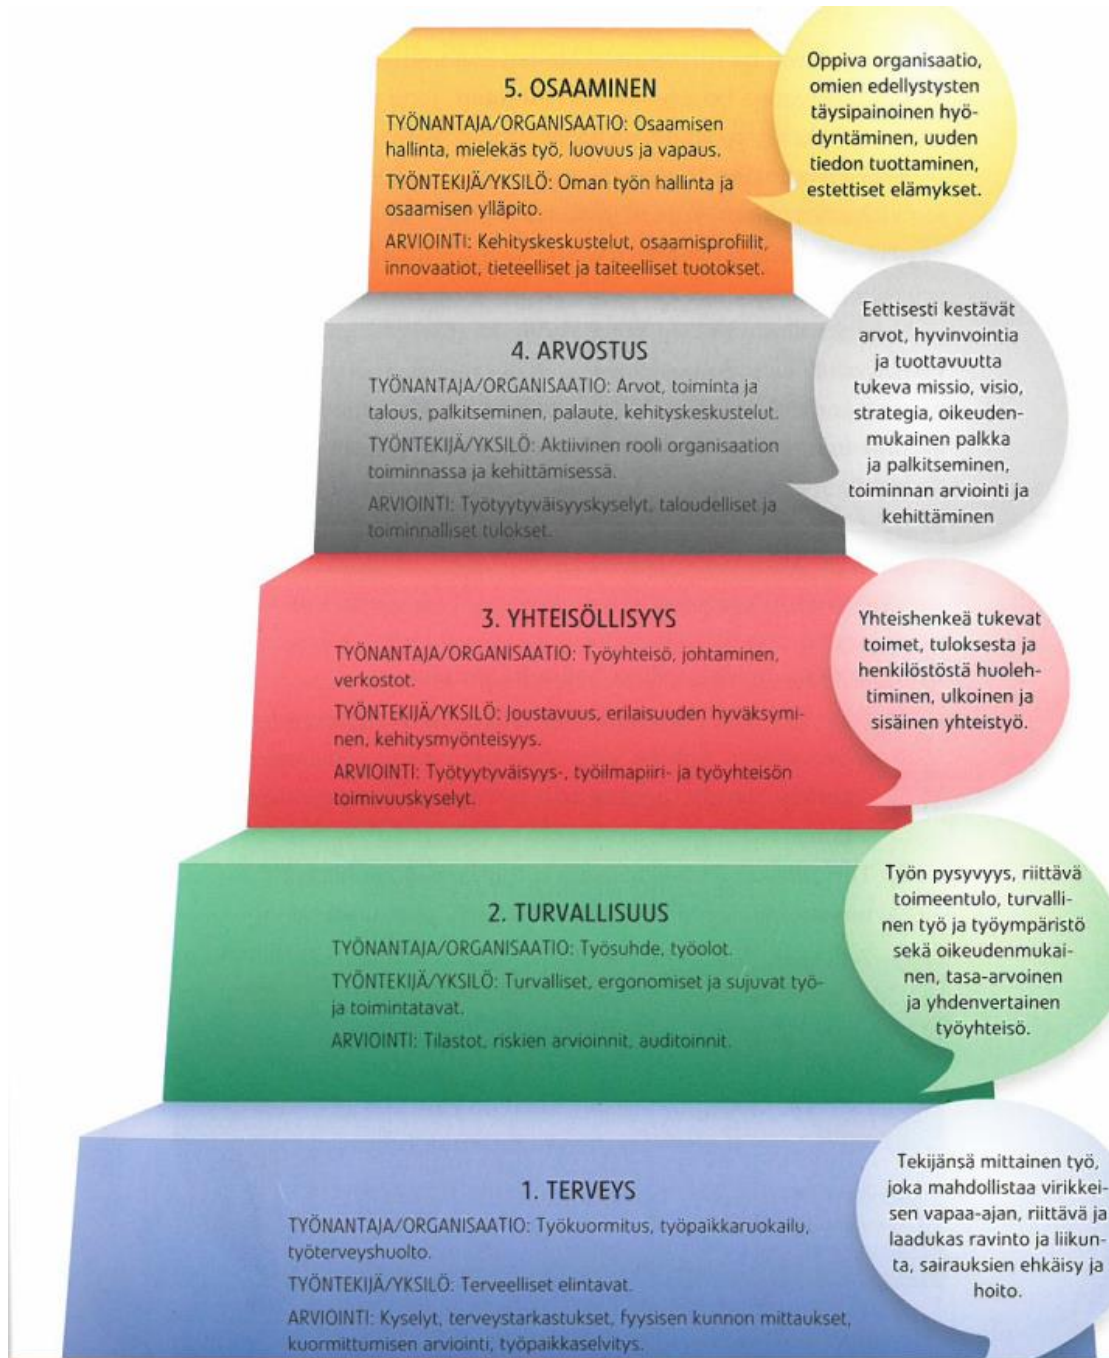 5. OSAAMINEN
TYÖNANTAJA/ORGANISAATIO: Osaamisen
hallinta, mielekäs työ, luovuus ja vapaus.
TYÖNTEKIJÄ/YKSILÖ: Oman työn hallinta ja
osaamisen ylläpito.
ARVIOINTI: Kehityskeskustelut, osaamisprofiilit,
innovaatiot, tieteelliset ja taiteelliset tuotokset.
Oppiva organisaatio,
omien edellytysten
täysipainoinen hyö-
dyntäminen, uuden
tiedon tuottaminen,
estettiset elämykset.
4. ARVOSTUS
TYÖNANTAJA/ORGANISAATIO: Arvot, toiminta ja
talous, palkitseminen, palaute, kehityskeskustelut.
TYÖNTEKIJÄ/YKSILÖ: Aktiivinen rooli organisaation
toiminnassa ja kehittämisessä.
ARVIOINTI: Työtyytyväisyyskyselyt, taloudelliset ja
toiminnalliset tulokset.
Eettisesti kestävät
arvot, hyvinvointia
ja tuottavuutta
tukeva missio, visio,
strategia, oikeuden-
mukainen palkka
ja palkitseminen,
toiminnan arviointi ja
kehittäminen
3. YHTEISÖLLISYYS
TYÖNANTAJA/ORGANISAATIO: Työyhteisö, johtaminen,
verkostot.
TYÖNTEKIJÄ/YKSILÖ: Joustavuus, erilaisuuden hyväksymi-
nen, kehitysmyönteisyys.
ARVIOINTI: Työtyytyväisyys-, työilmapiiri- ja työyhteisön
toimivuuskyselyt.
Yhteishenkeä tukevat
toimet, tuloksesta ja
henkilöstöstä huoleh-
timinen, ulkoinen ja
sisäinen yhteistyö.
2. TURVALLISUUS
TYÖNANTAJA/ORGANISAATIO: Työsuhde, työolot.
TYÖNTEKIJÄ/YKSILÖ: Turvalliset, ergonomiset ja sujuvat työ-
ja toimintatavat.
ARVIOINTI: Tilastot, riskien arvioinnit, auditoinnit.
Työn pysyvyys, riittävä
toimeentulo, turvalli-
nen työ ja työympäristö
sekä oikeudenmukai-
nen, tasa-arvoinen
ja yhdenvertainen
työyhteisö.
1. TERVEYS
TYÖNANTAJA/ORGANISAATIO: Työkuormitus, työpaikkaruokailu,
työterveyshuolto.
TYÖNTEKIJÄ/YKSILÖ: Terveelliset elintavat.
ARVIOINTI: Kyselyt, terveystarkastukset, fyysisen kunnon mittaukset,
kuormittumisen arviointi, työpaikkaselvitys.
Tekijänsä mittainen työ,
joka mahdollistaa virikkei-
sen vapaa-ajan, riittävä ja
laadukas ravinto ja liikun-
ta, sairauksien ehkäisy ja
hoito.